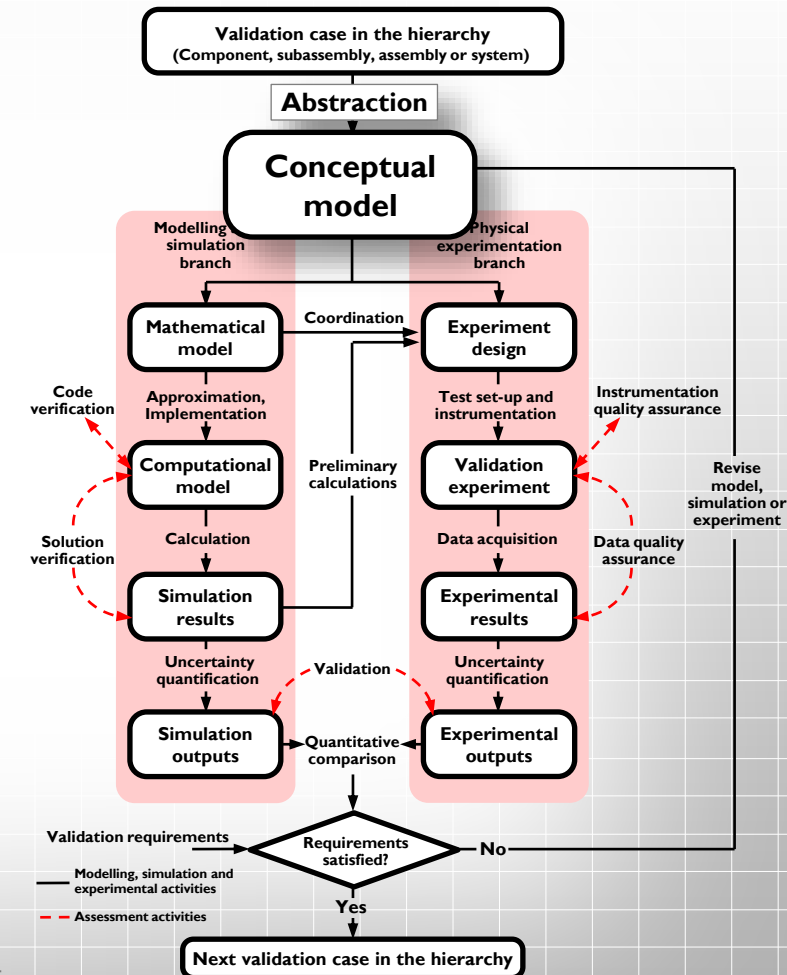 Validation case in the hierarchy
(Component, subassembly, assembly or system)
Abstraction
Conceptual
model
Modelling
simulation
branch
Physical
experimentation
branch
Mathematical
model
Coordination
Experiment
design
Code
verification
Approximation,
Implementation
Test set-up and
instrumentation
Instrumentation
quality assurance
Computational
model
Preliminary
calculations
Validation
experiment
Revise
model,
simulation or
experiment
Solution
verification
Calculation
Data acquisition
Data quality
assurance
Simulation
results
Experimental
results
Uncertainty
quantification
Validation
Uncertainty
quantification
Simulation
outputs
Quantitative
comparison
Experimental
outputs
Validation requirements
Requirements
satisfied?
No
Modelling, simulation and
experimental activities
Assessment activities
Yes
Next validation case in the hierarchy